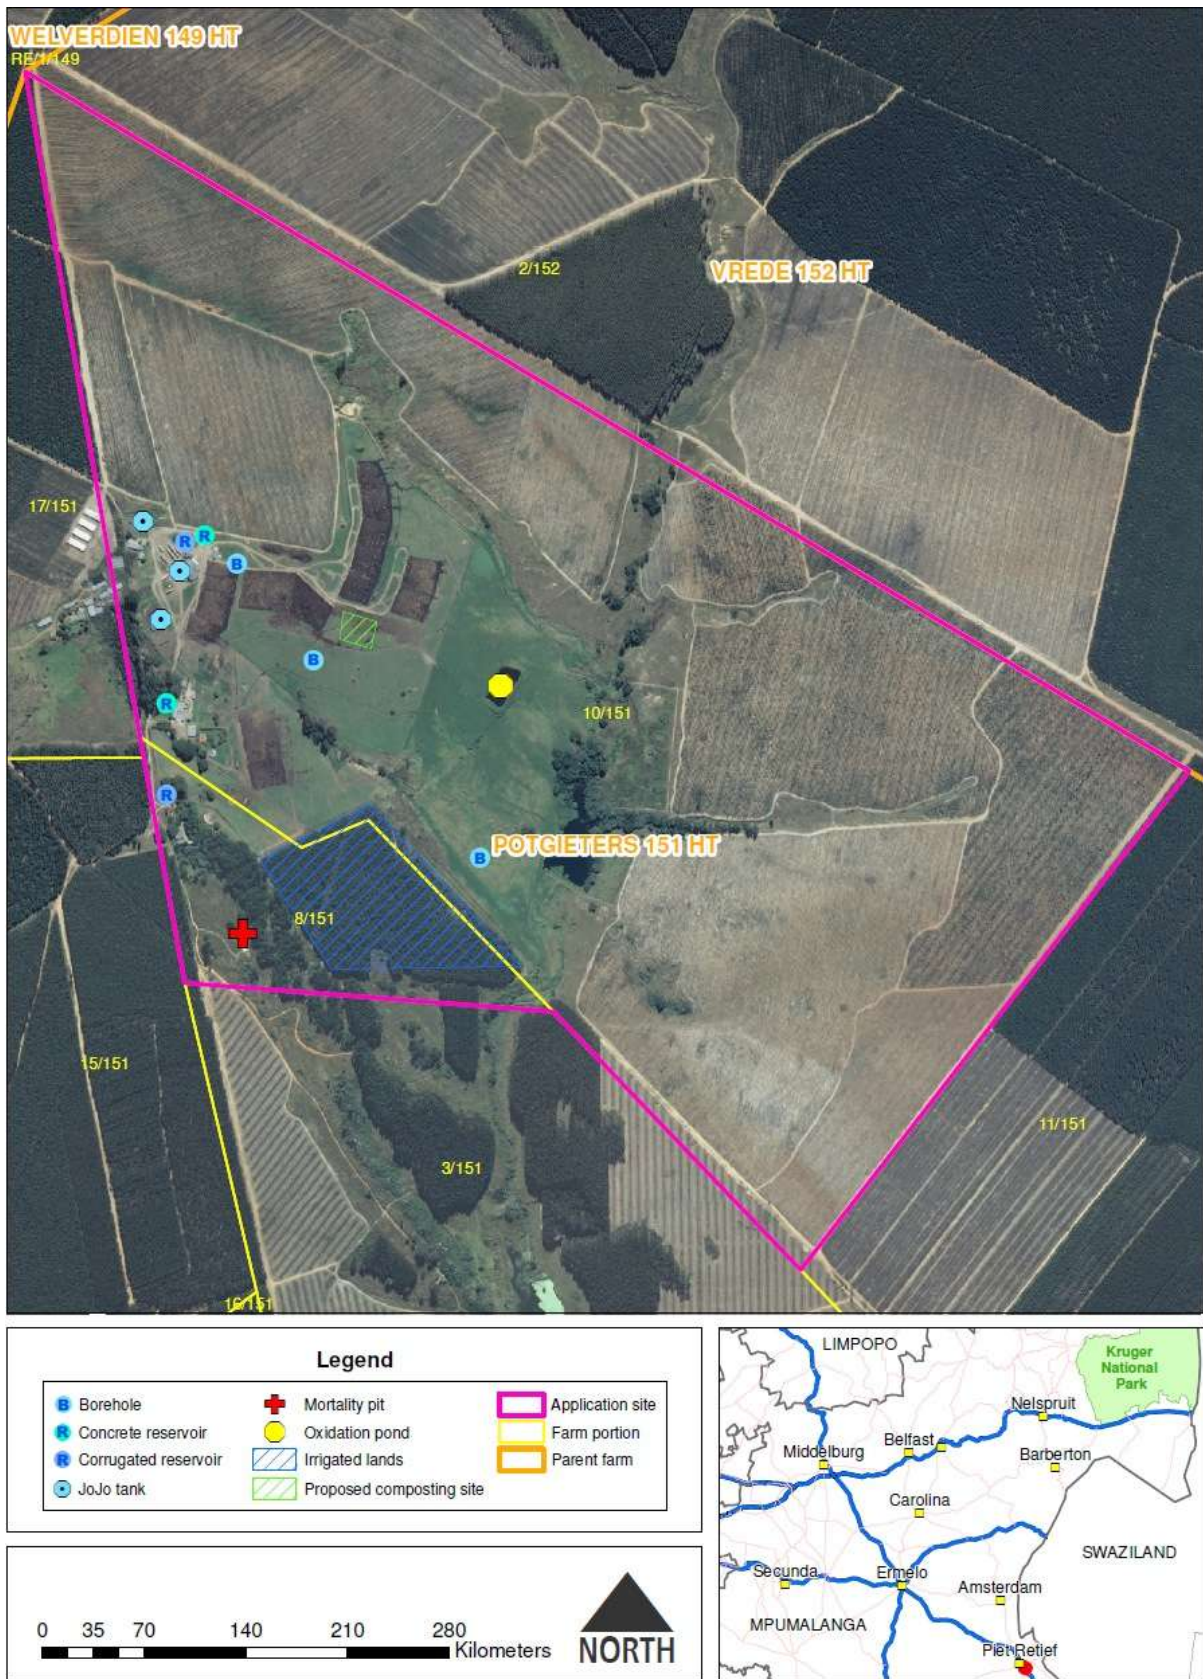 WELVERDIEN 149 HT
RE/1/149
2/152
VREDE 152 HT
17/151
R
R
B
B
10/151
R
R
B
POTGIETERS 151 HT
8/151
15/151
11/151
3/151
16/151
Legend
B Borehole
R Concrete reservoir
R Corrugated reservoir
JoJo tank
Mortality pit
Oxidation pond
Irrigated lands
Proposed composting site
Application site
Farm portion
Parent farm
0 35 70 140 210 280
Kilometers
NORTH
LIMPOPO
Kruger
National
Park
Nelspruit
Belfast
Middelburg
Barberton
Carolina
SWAZILAND
Secunda
Ermelo
Amsterdam
MPUMALANGA
Piet Retief